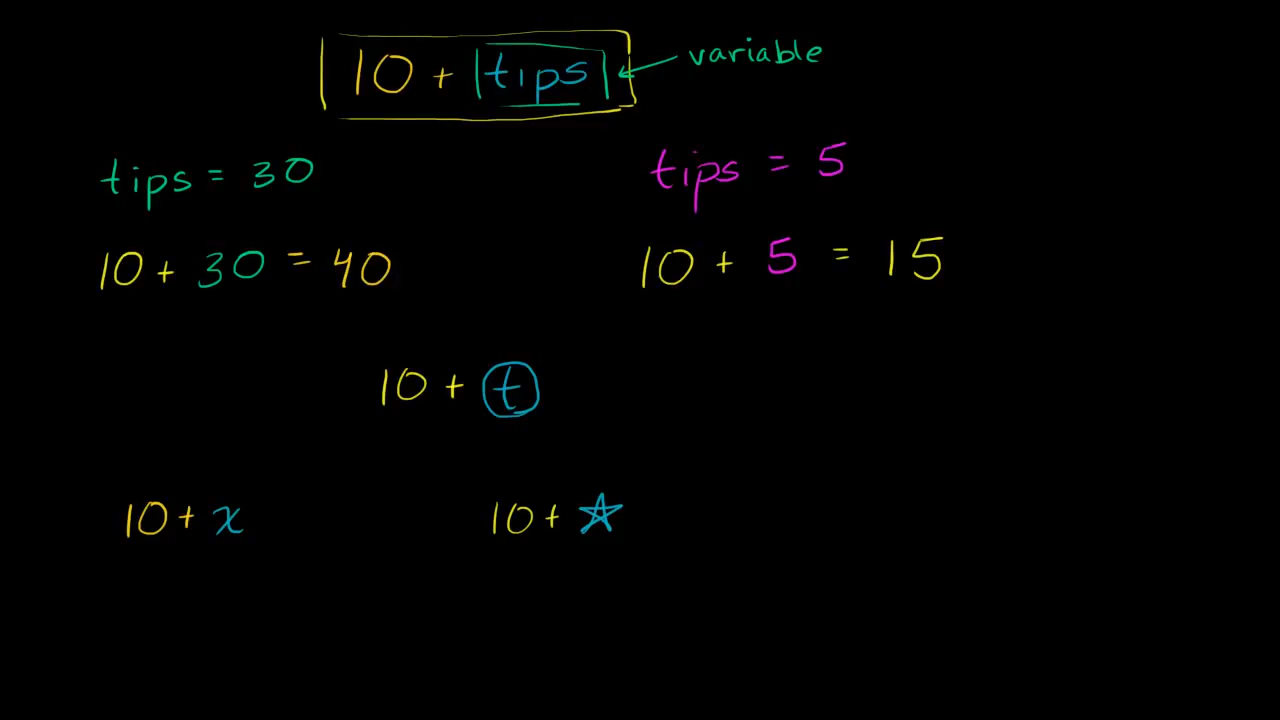 10 + tips variable
tips = 30 tips = 5
10 + 30 = 40 10 + 5 = 15
10 + t
10 + x 10 + ☆